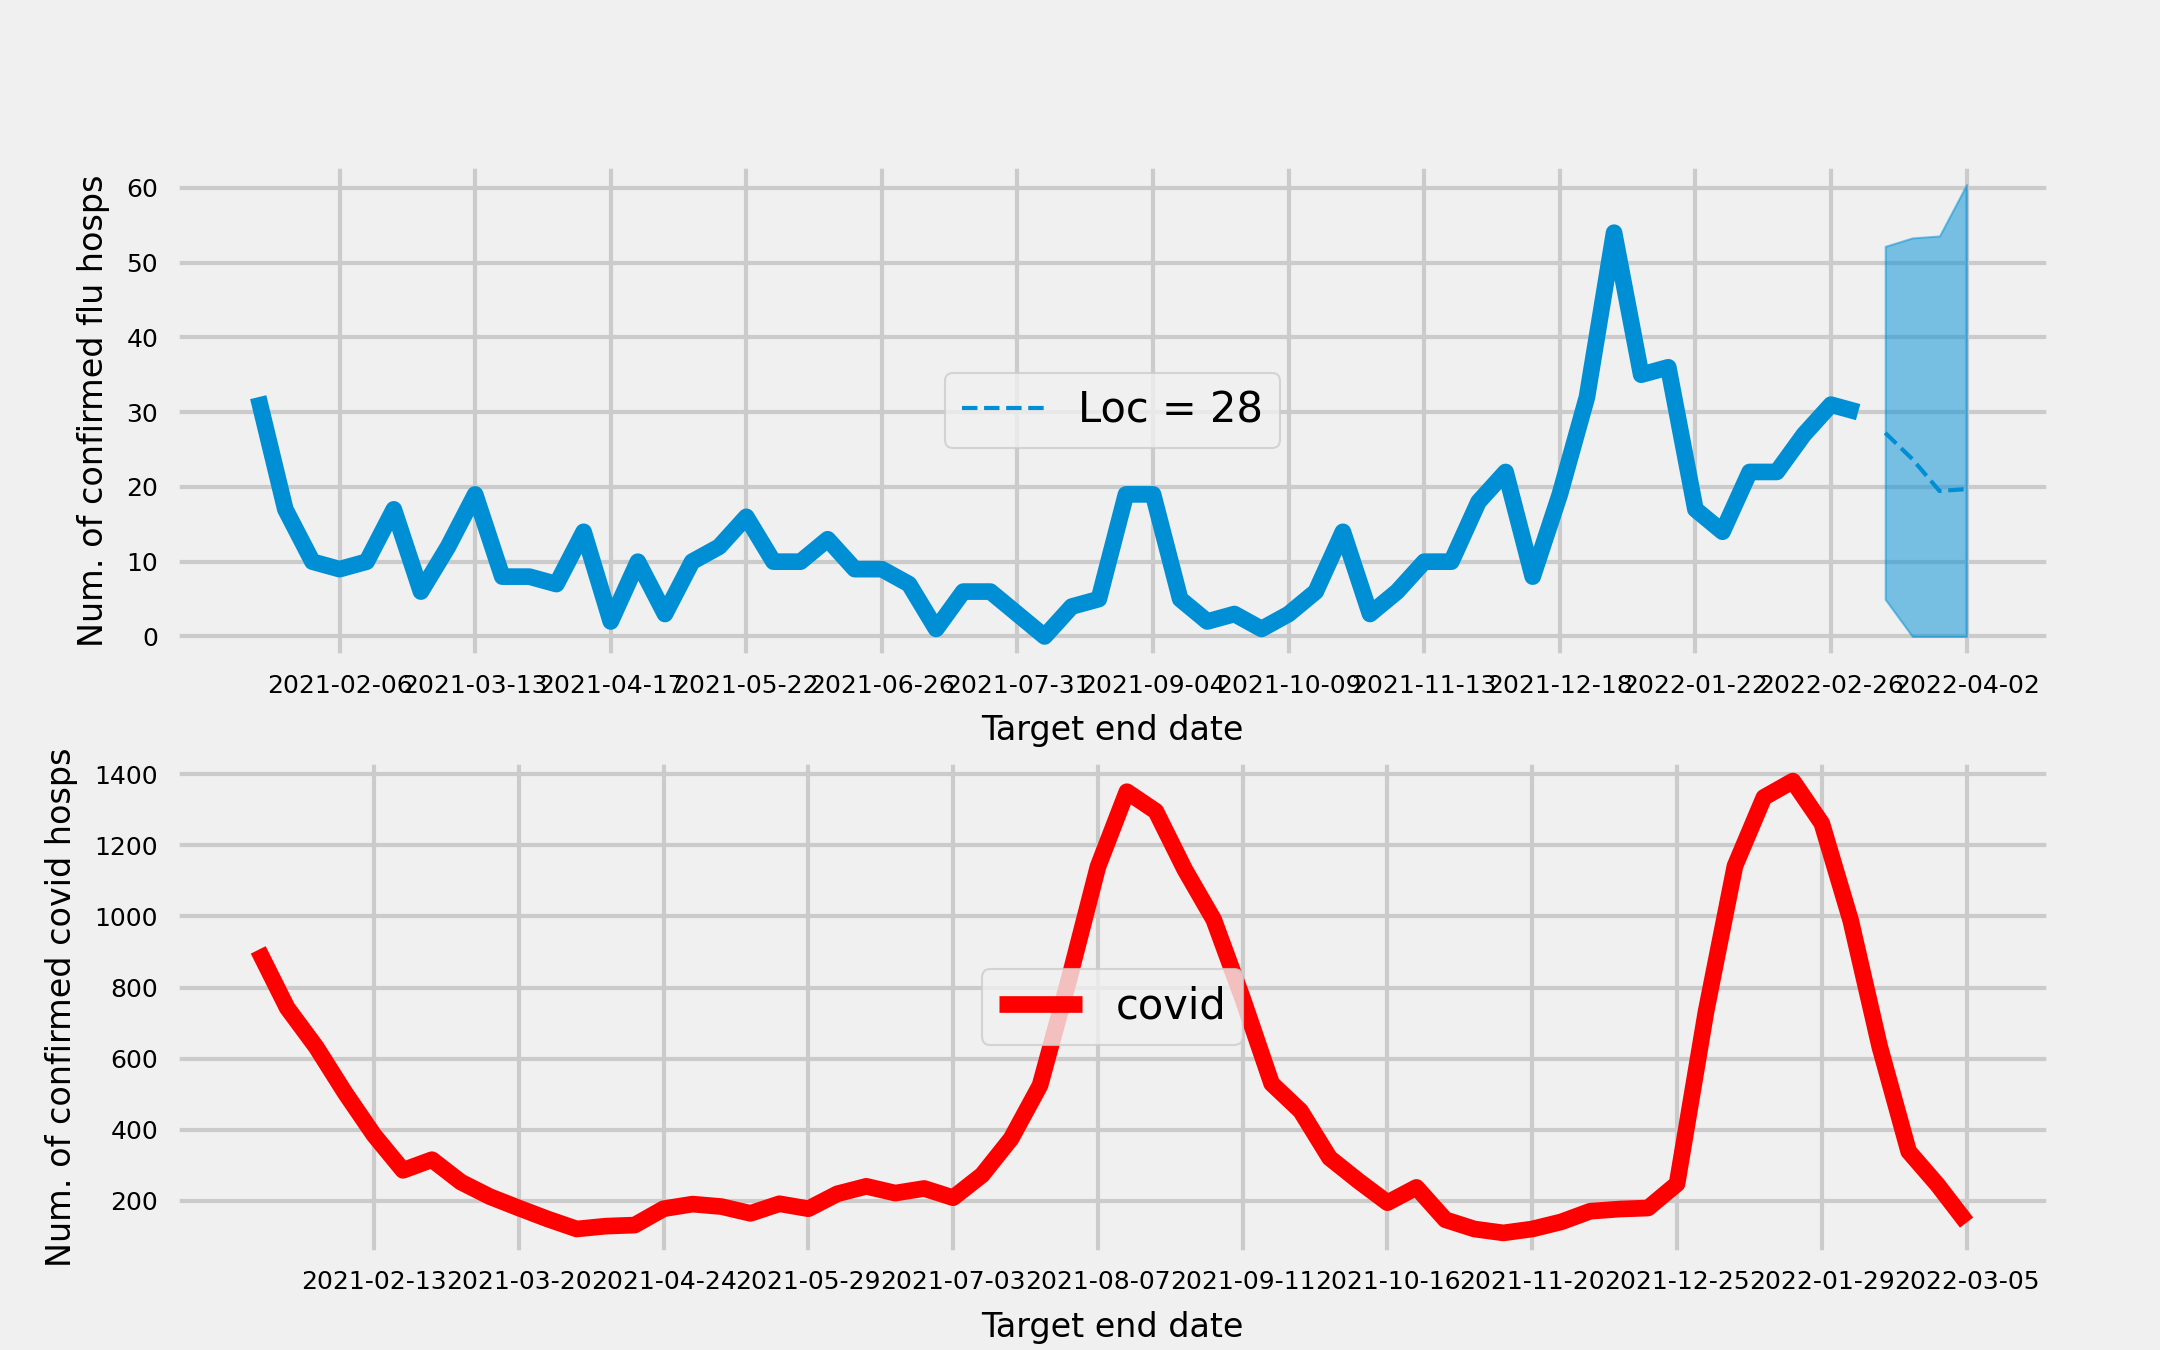 Num. of confirmed flu hosps
60
50
40
30
20
10
0
Loc = 28
2021-02-06 2021-03-13 2021-04-17 2021-05-22 2021-06-26 2021-07-31 2021-09-04 2021-10-09 2021-11-13 2021-12-18 2022-01-22 2022-02-26 2022-04-02
Target end date
Num. of confirmed covid hosps
1400
1200
1000
800
600
400
200
covid
2021-02-13 2021-03-20 2021-04-24 2021-05-29 2021-07-03 2021-08-07 2021-09-11 2021-10-16 2021-11-20 2021-12-25 2022-01-29 2022-03-05
Target end date